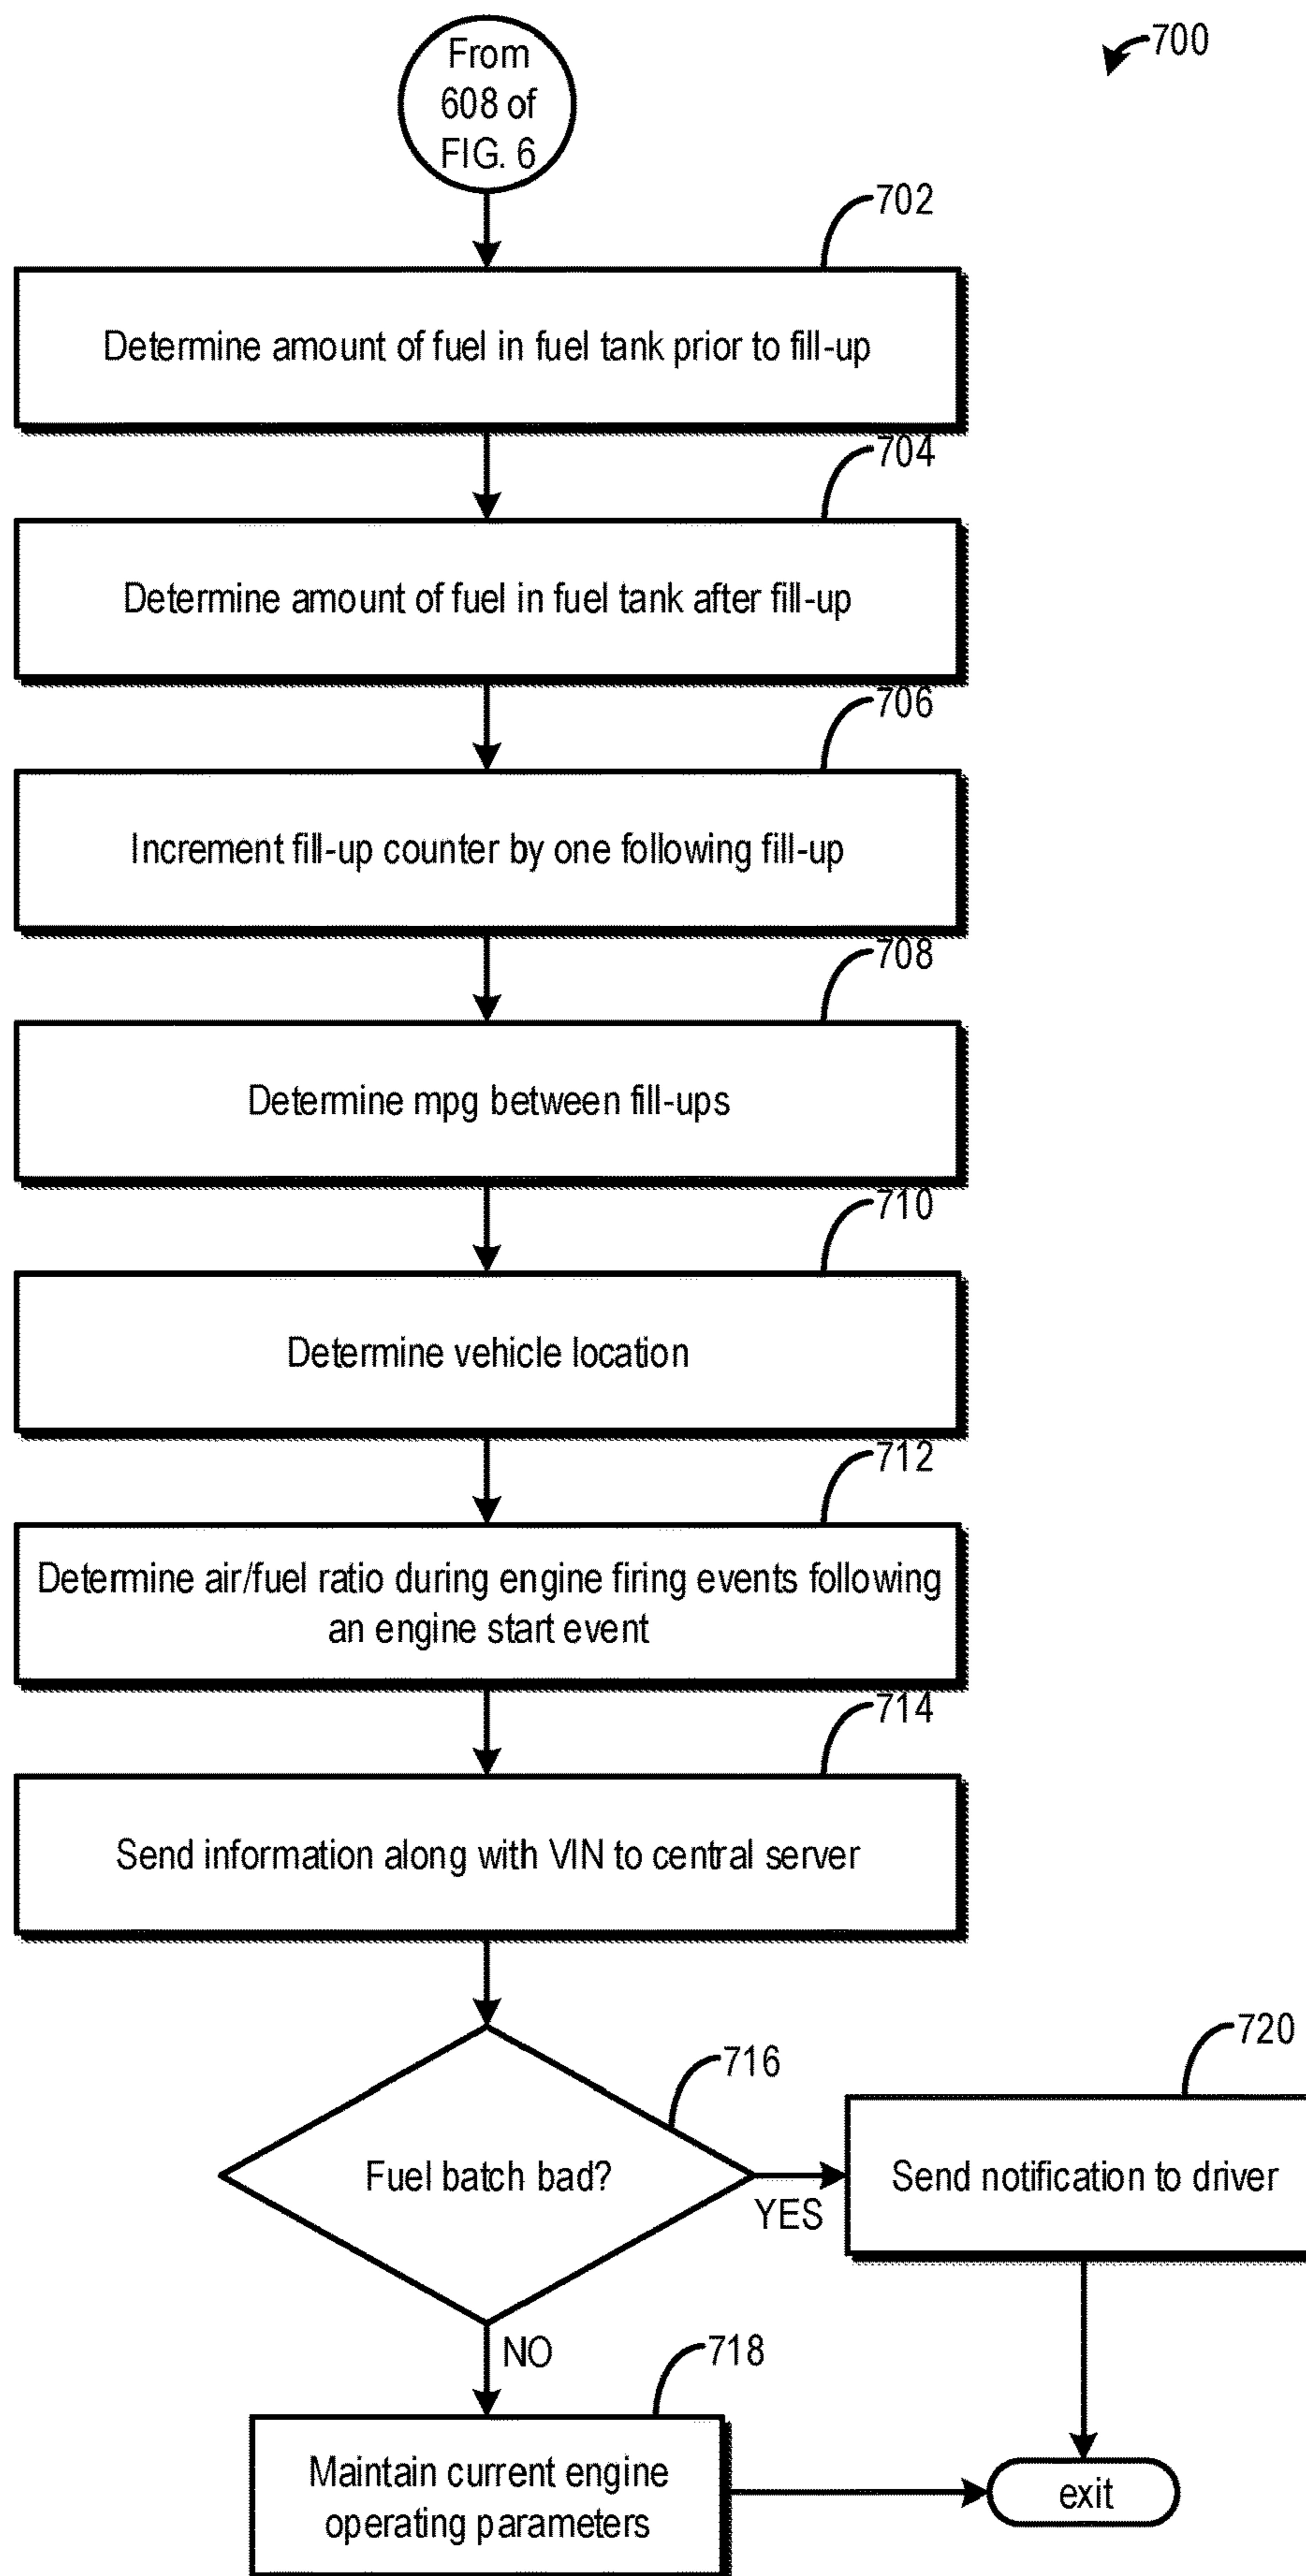 From
608 of
FIG. 6
700
702
Determine amount of fuel in fuel tank prior to fill-up
704
Determine amount of fuel in fuel tank after fill-up
706
Increment fill-up counter by one following fill-up
708
Determine mpg between fill-ups
710
Determine vehicle location
712
Determine air/fuel ratio during engine firing events following
an engine start event
714
Send information along with VIN to central server
716
Fuel batch bad?
YES
720
Send notification to driver
NO
718
Maintain current engine
operating parameters
exit